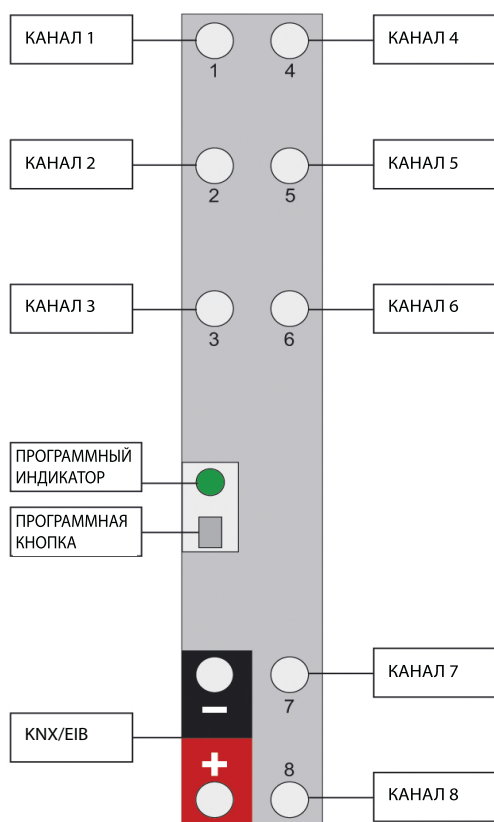 КАНАЛ 1
КАНАЛ 4
1
4
КАНАЛ 2
КАНАЛ 5
2
5
КАНАЛ 3
КАНАЛ 6
3
6
ПРОГРАММНЫЙ
ИНДИКАТОР
ПРОГРАММНАЯ
КНОПКА
КАНАЛ 7
−
7
KNX/EIB
+
8
КАНАЛ 8